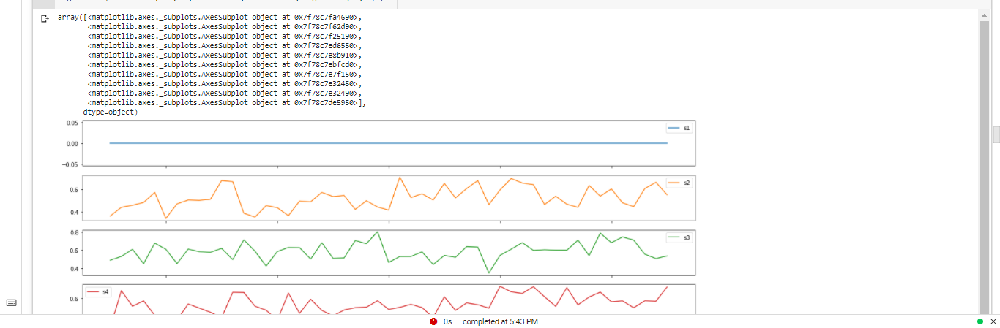 array([<matplotlib.axes._subplots.AxesSubplot object at 0x7f78c7fa4690>,
<matplotlib.axes._subplots.AxesSubplot object at 0x7f78c7f62d90>,
<matplotlib.axes._subplots.AxesSubplot object at 0x7f78c7f25190>,
<matplotlib.axes._subplots.AxesSubplot object at 0x7f78c7ed6550>,
<matplotlib.axes._subplots.AxesSubplot object at 0x7f78c7e8b910>,
<matplotlib.axes._subplots.AxesSubplot object at 0x7f78c7ebfcd0>,
<matplotlib.axes._subplots.AxesSubplot object at 0x7f78c7e7f150>,
<matplotlib.axes._subplots.AxesSubplot object at 0x7f78c7e32450>,
<matplotlib.axes._subplots.AxesSubplot object at 0x7f78c7e32490>,
<matplotlib.axes._subplots.AxesSubplot object at 0x7f78c7de5950>],
dtype=object)
0.05
s1
0.00
−0.05
s2
0.6
0.4
0.8
s3
0.6
0.4
s4
0.6
0s completed at 5:43 PM